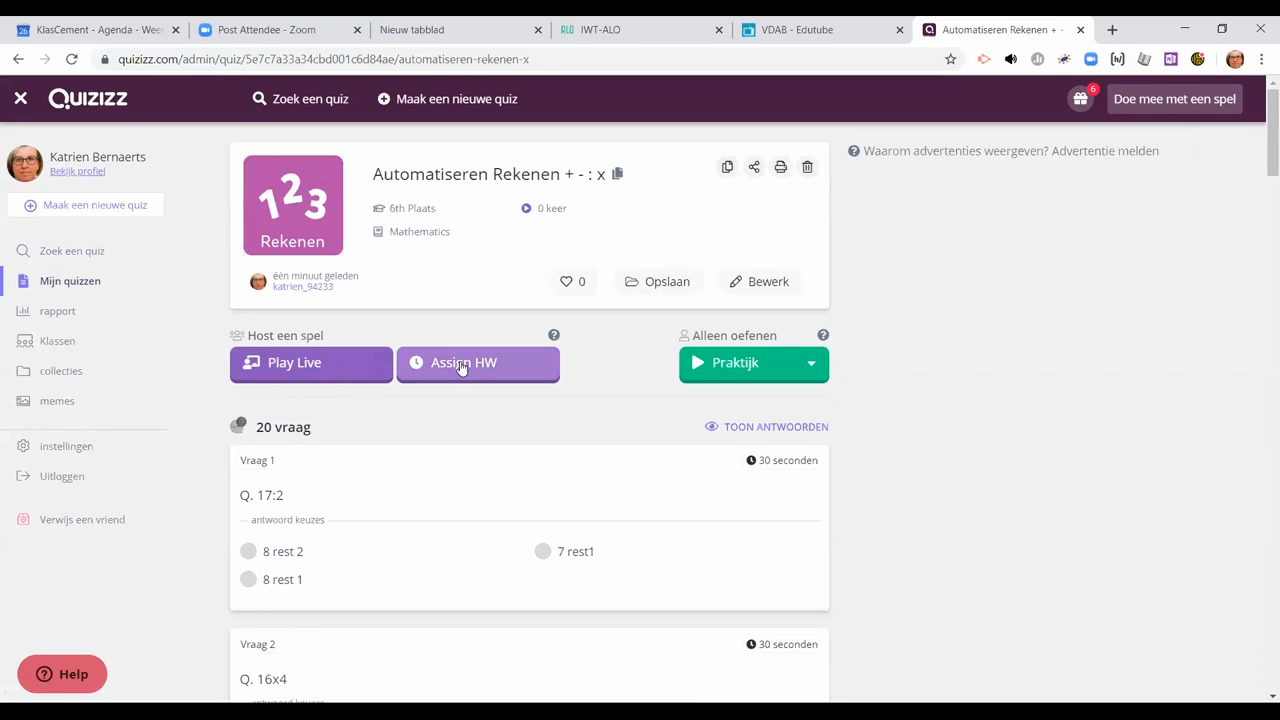 KlasCement - Agenda - Wee
Post Attendee - Zoom
Nieuw tabblad
IWT-ALO
VDAB - Edutube
Automatiseren Rekenen + -
quizizz.com/admin/quiz/5e7c7a33a34cbd001c6d84ae/automatiseren-rekenen-x
QUIZIZZ
Zoek een quiz
Maak een nieuwe quiz
6
Doe mee met een spel
Katrien Bernaerts
Bekijk profiel
Maak een nieuwe quiz
Zoek een quiz
Mijn quizzen
rapport
Klassen
collecties
memes
instellingen
Uitloggen
Verwijs een vriend
Help
1 2 3
Rekenen
Automatiseren Rekenen + - : x
6th Plaats
0 keer
Mathematics
één minuut geleden
katrien_94233
0
Opslaan
Bewerk
Waarom advertenties weergeven? Advertentie melden
Host een spel
Alleen oefenen
Play Live
Assign HW
Praktijk
20 vraag
TOON ANTWOORDEN
Vraag 1
30 seconden
Q. 17:2
antwoord keuzes
8 rest 2
7 rest1
8 rest 1
Vraag 2
30 seconden
Q. 16x4